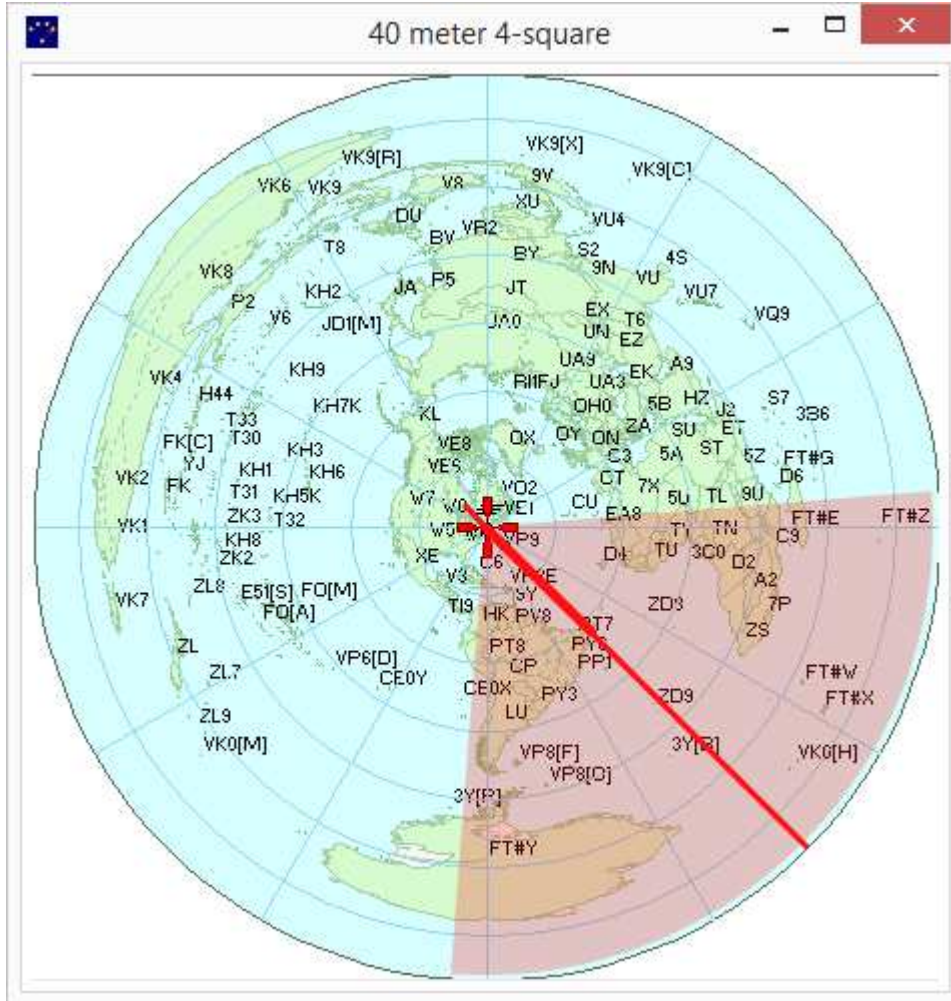 40 meter 4-square
VK9[X]
VK9[R]
VK9[C]
9V
V8
VK6 VK9
XU
DU
VU4
VR2
BV
T8
S2
BY
4S
9N
VK8
VU
P5
JA
JT
KH2
VU7
P2
EX
VQ9
V6
T6
JD1[M] JA0
UN
EZ
UA9
A9
KH9
EK
VK4
RI1FJ UA3
H44
HZ
S7
KH7K
OH0 5B
J2
3B6
KL
T33
ZA SU ET
OY ON
FK[C] T30
VE8
OX
ST
KH3
C3 5A
5Z FT#G
YJ
KH1
KH6
CT
D6
VK2
FK
7X
VO2
T31 KH5K
W7
5U TL 9U
CU
VE1
ZK3
T32
EA8
FT#E FT#Z
VK1
W5
TN
C9
KH8
VP9
TU
3C0
XE
D4
ZK2
C6
D2
V3
A2
ZL8
E51[S] FO[M]
SY
VK7
TI9
ZD8
7P
FO[A]
HK PV8
ZS
ZL
PT8
VP6[D]
PP1
ZL7
CP
FT#W
CE0Y
CE0X
PY3
ZD9
FT#X
ZL9
LU
VK0[M]
VP8[F]
VK0[H]
VP8[O]
3Y[P]
FT#Y